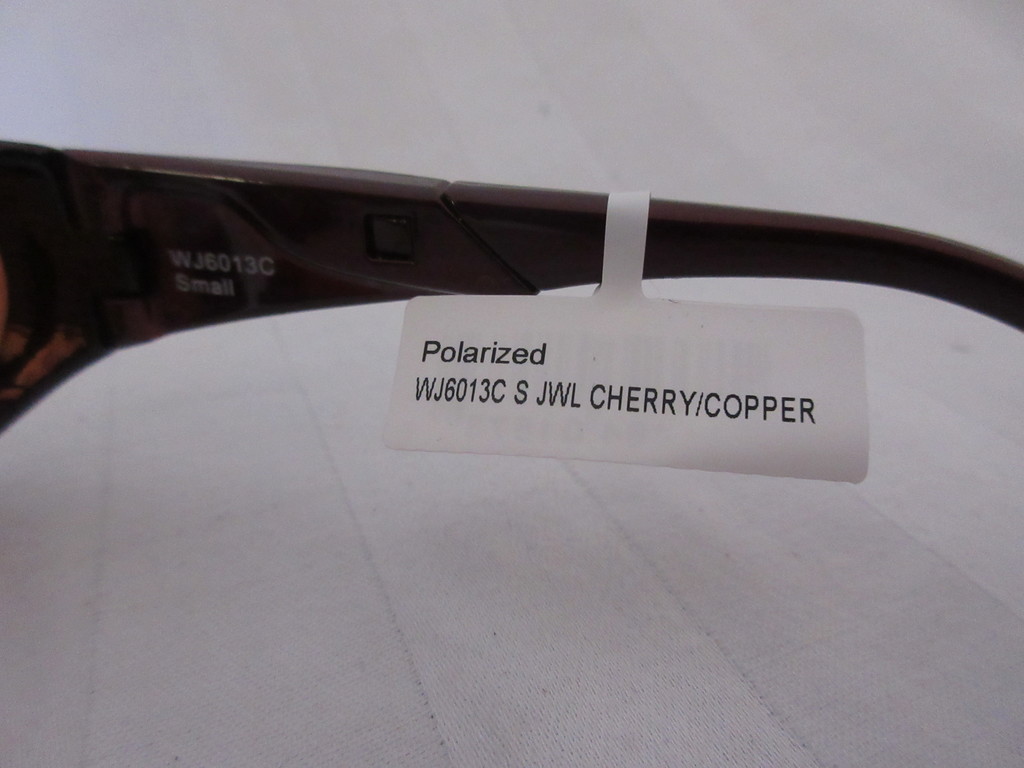 WJ6013C
Small
Polarized
WJ6013C S JWL CHERRY/COPPER